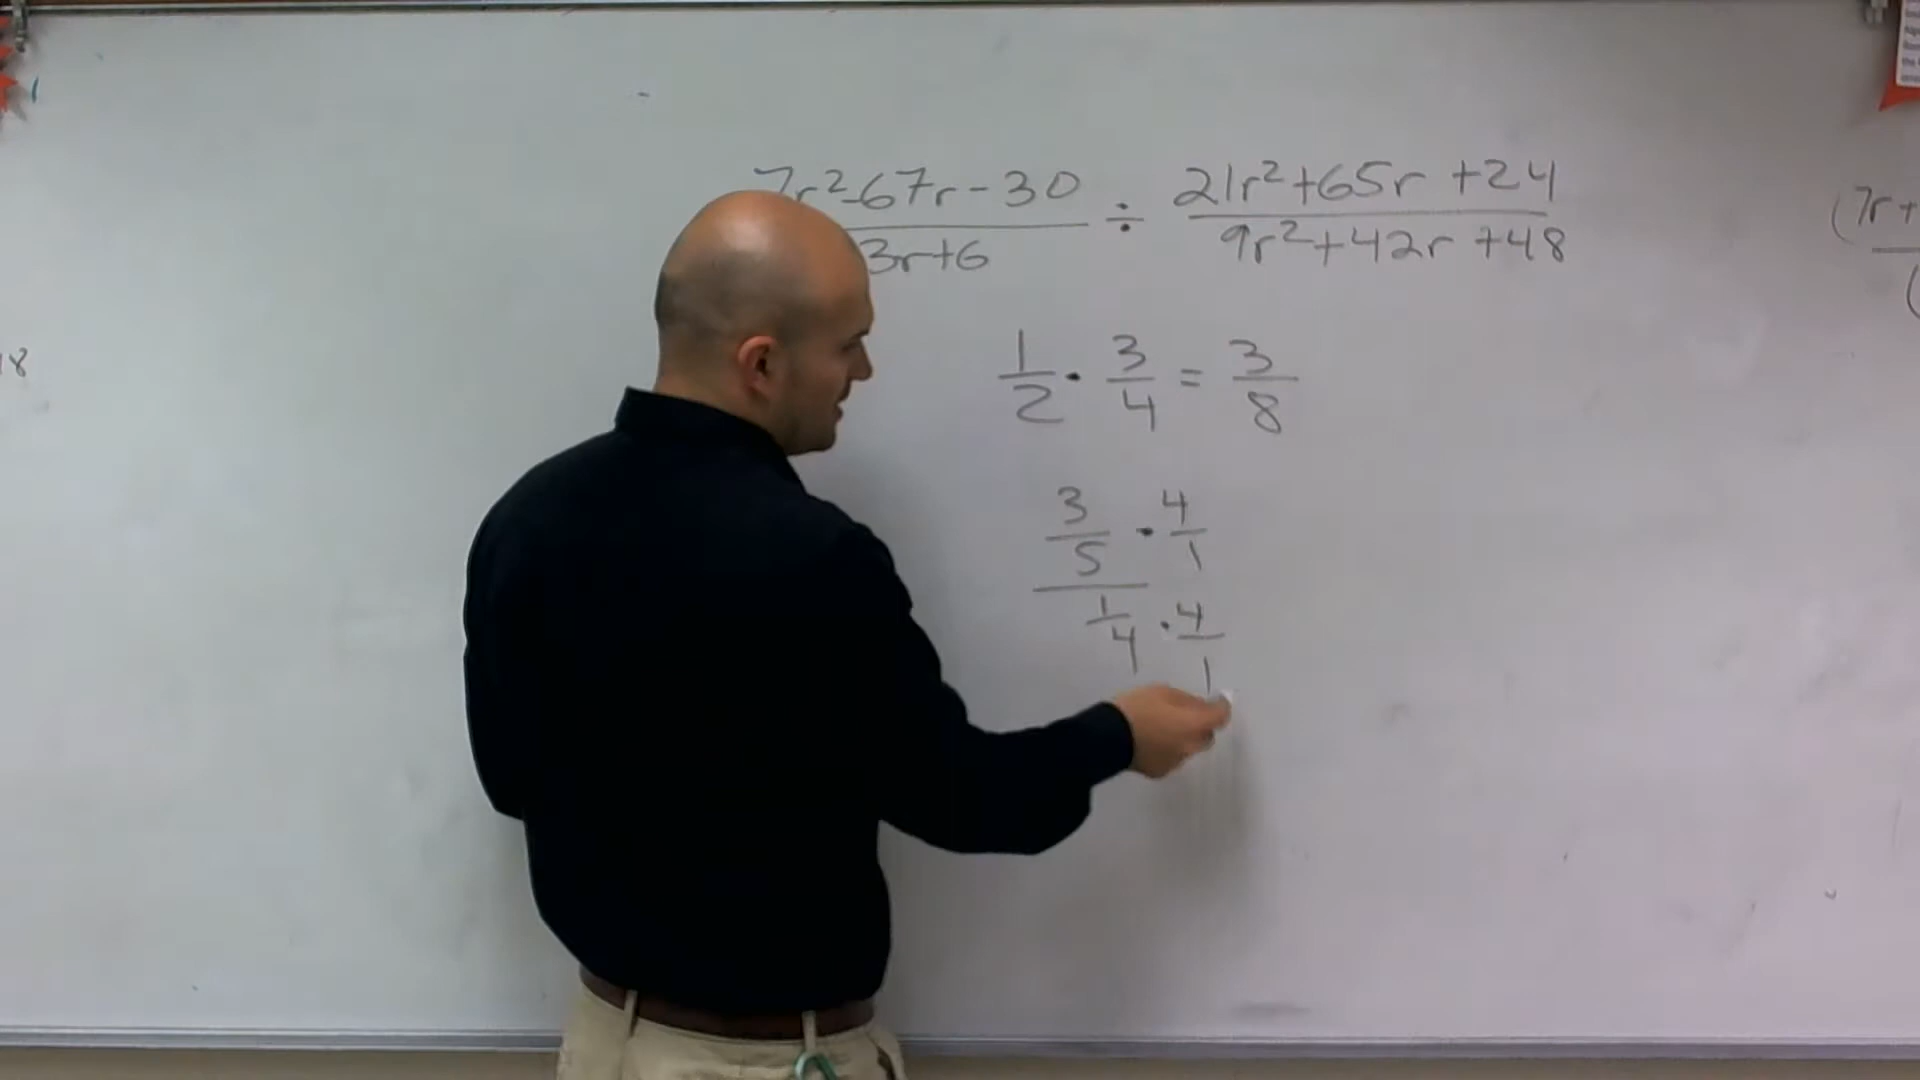 7r²-67r-30 / 3r+6 ÷ 21r²+65r+24 / 9r²+42r+48
(7r+
(
1/2 · 3/4 = 3/8
18
3/5 · 4/1
1/4 · 4/1